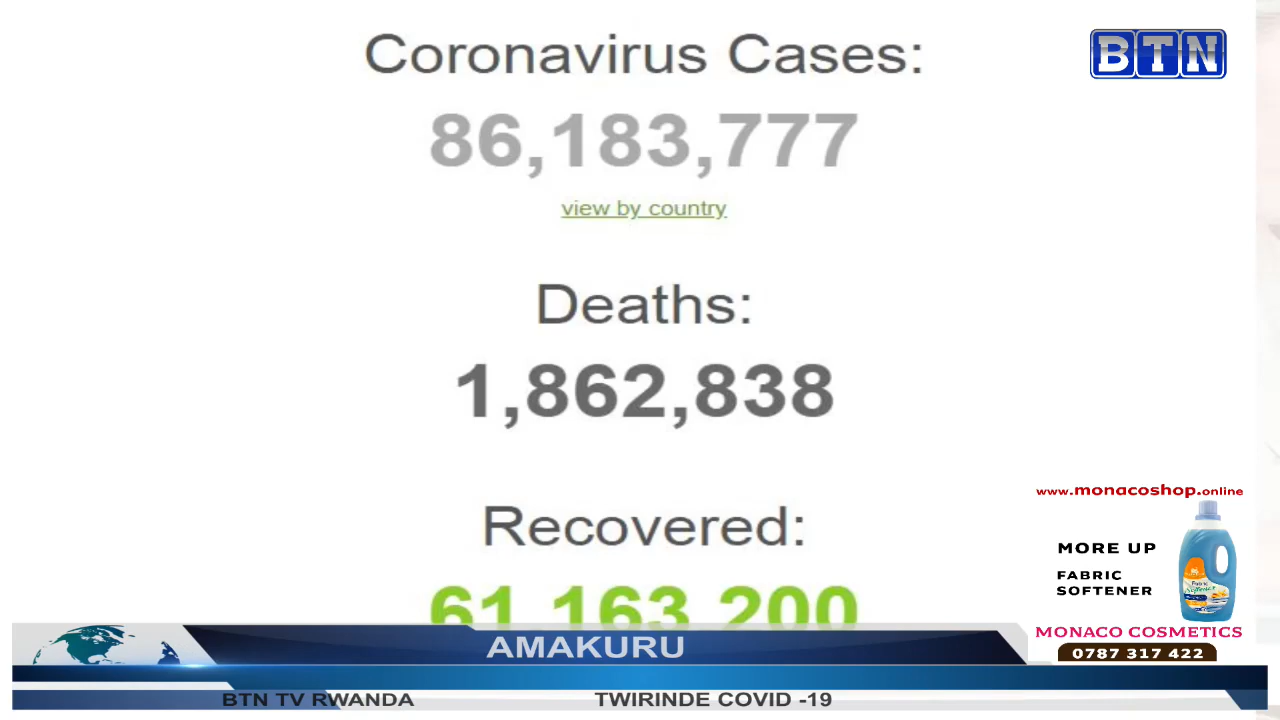 Coronavirus Cases:
BTN
86,183,777
view by country
Deaths:
1,862,838
Recovered:
61,163,200
www.monacoshop.online
MORE UP
FABRIC
SOFTENER
MONACO COSMETICS
0787 317 422
AMAKURU
BTN TV RWANDA
TWIRINDE COVID -19